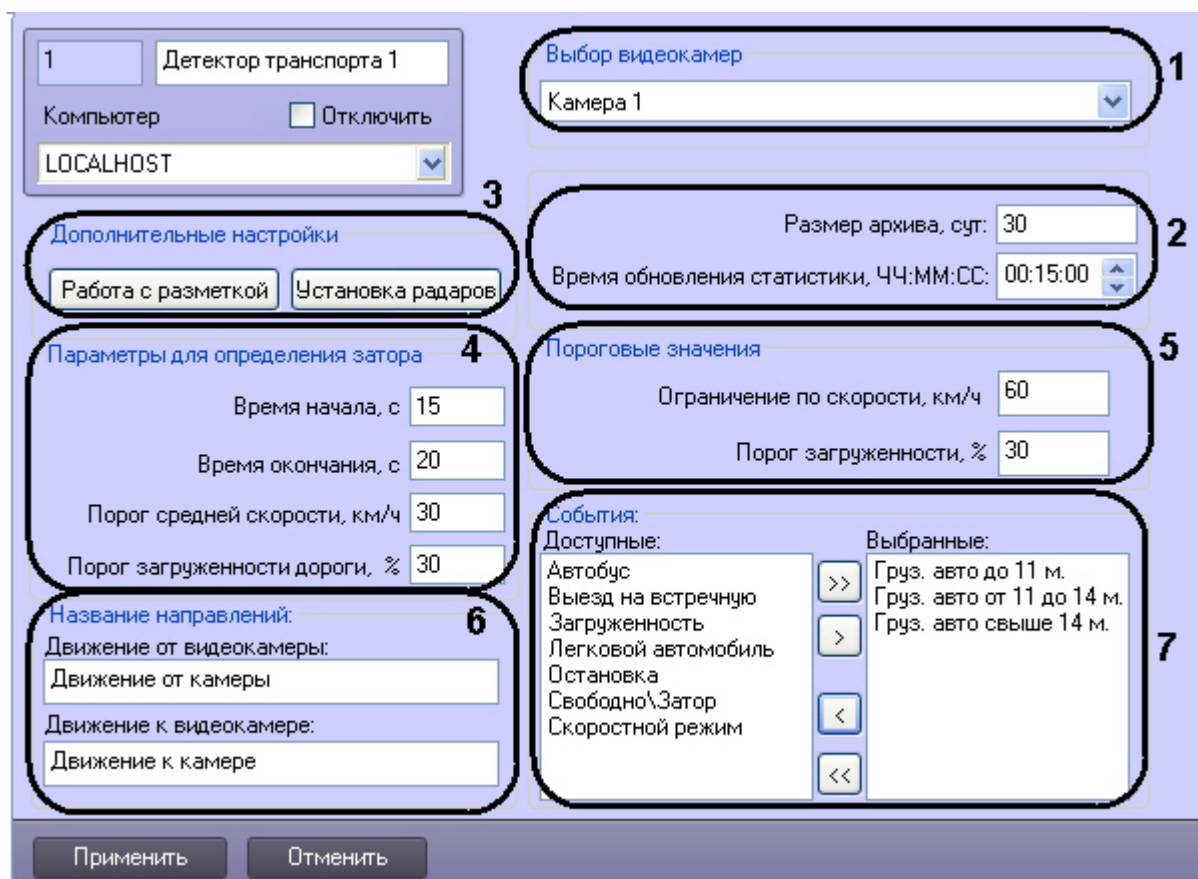 1
Детектор транспорта 1
Компьютер
Отключить
LOCALHOST
Выбор видеокамер
1
Камера 1
Размер архива, сут: 30
2
Время обновления статистики, ЧЧ:ММ:СС: 00:15:00
3
Дополнительные настройки
Работа с разметкой
Установка радаров
Параметры для определения затора
4
Время начала, с 15
Время окончания, с 20
Порог средней скорости, км/ч 30
Порог загруженности дороги, % 30
Пороговые значения
5
Ограничение по скорости, км/ч 60
Порог загруженности, % 30
Название направлений:
6
Движение от видеокамеры:
Движение от камеры
Движение к видеокамере:
Движение к камере
События:
Доступные:
Автобус
Выезд на встречную
Загруженность
Легковой автомобиль
Остановка
Свободно\Затор
Скоростной режим
>>
>
<
<<
Выбранные:
Груз. авто до 11 м.
Груз. авто от 11 до 14 м.
Груз. авто свыше 14 м.
7
Применить
Отменить